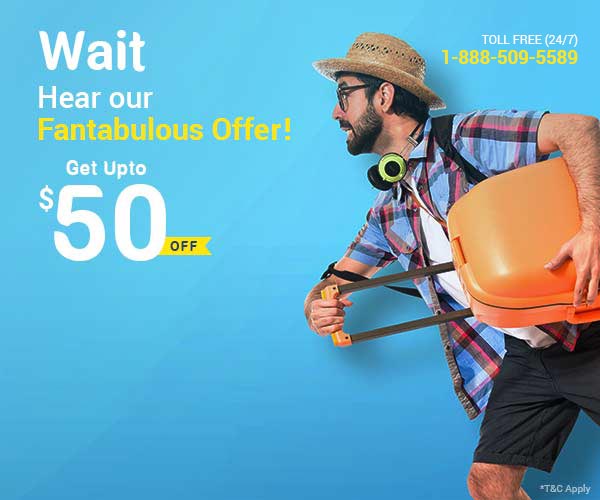 Wait
Hear our
Fantabulous Offer!
Get Upto
$50 OFF
TOLL FREE (24/7)
1-888-509-5589
*T&C Apply